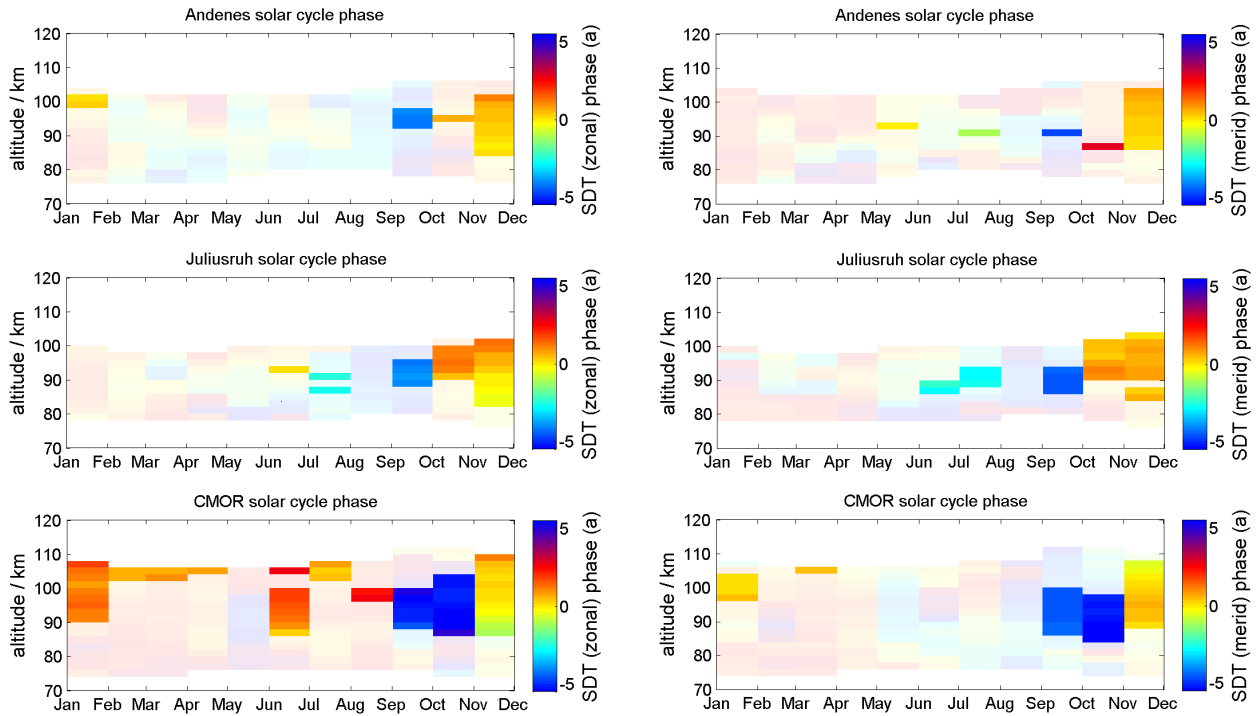 Andenes solar cycle phase
120
110
100
90
80
70
altitude / km
Jan Feb Mar Apr May Jun Jul Aug Sep Oct Nov Dec
5
0
-5
SDT (zonal) phase (a)
Andenes solar cycle phase
120
110
100
90
80
70
altitude / km
Jan Feb Mar Apr May Jun Jul Aug Sep Oct Nov Dec
5
0
-5
SDT (merid) phase (a)
Juliusruh solar cycle phase
120
110
100
90
80
70
altitude / km
Jan Feb Mar Apr May Jun Jul Aug Sep Oct Nov Dec
5
0
-5
SDT (zonal) phase (a)
Juliusruh solar cycle phase
120
110
100
90
80
70
altitude / km
Jan Feb Mar Apr May Jun Jul Aug Sep Oct Nov Dec
5
0
-5
SDT (merid) phase (a)
CMOR solar cycle phase
120
110
100
90
80
70
altitude / km
Jan Feb Mar Apr May Jun Jul Aug Sep Oct Nov Dec
5
0
-5
SDT (zonal) phase (a)
CMOR solar cycle phase
120
110
100
90
80
70
altitude / km
Jan Feb Mar Apr May Jun Jul Aug Sep Oct Nov Dec
5
0
-5
SDT (merid) phase (a)